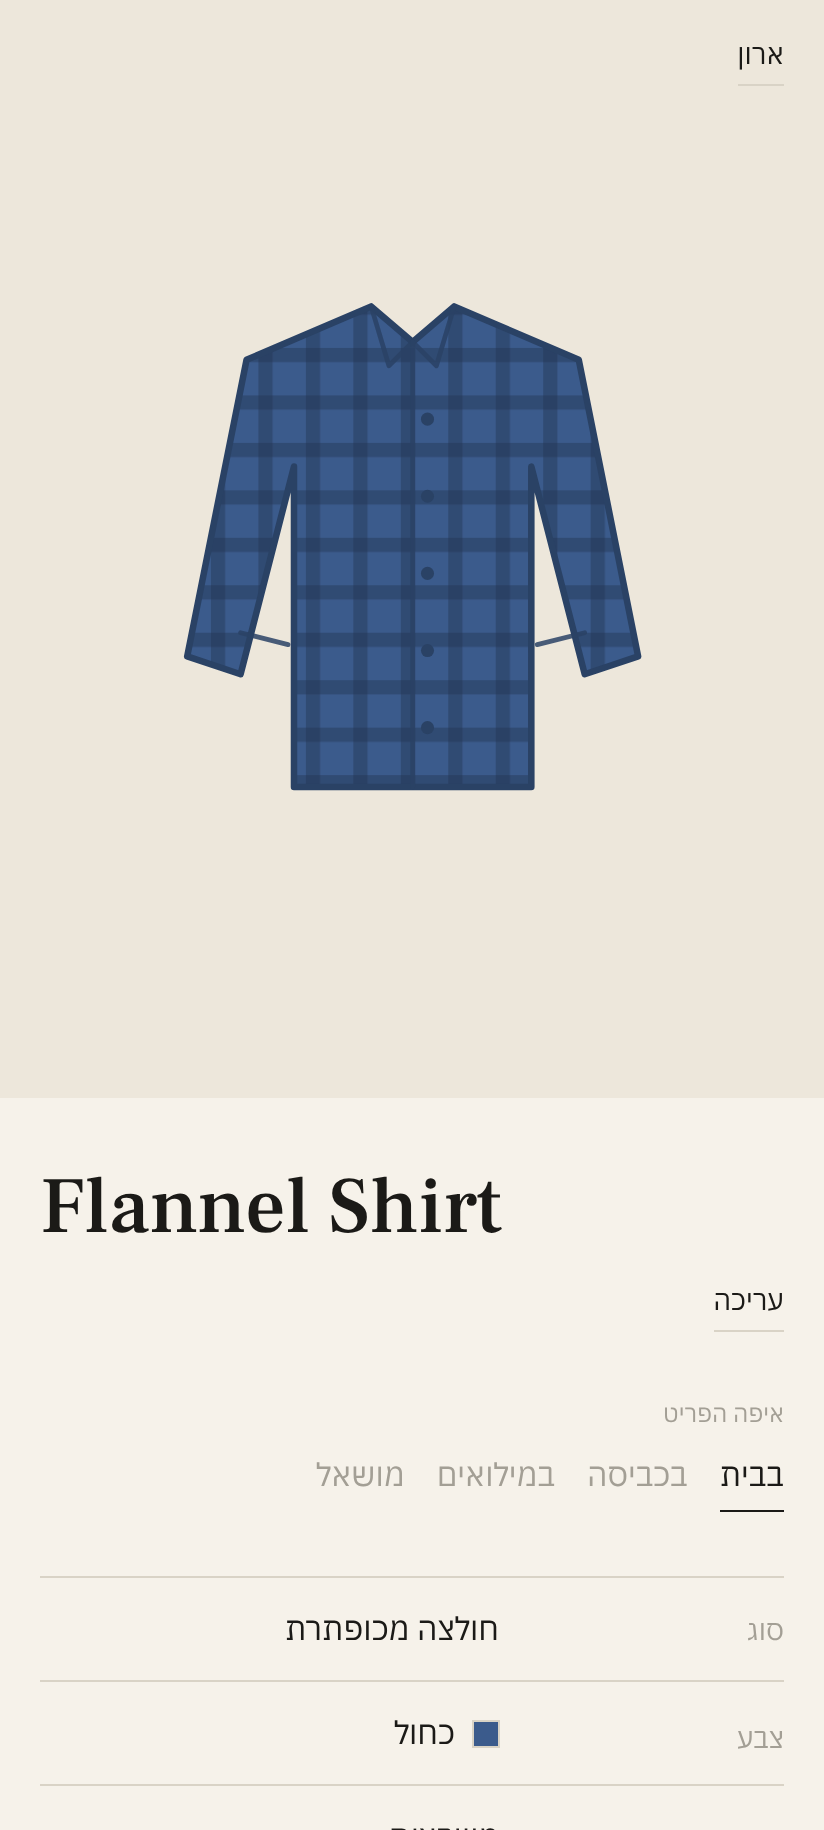 ארון
Flannel Shirt
עריכה
איפה הפריט
בבית בכביסה במילואים מושאל
סוג חולצה מכופתרת
צבע כחול